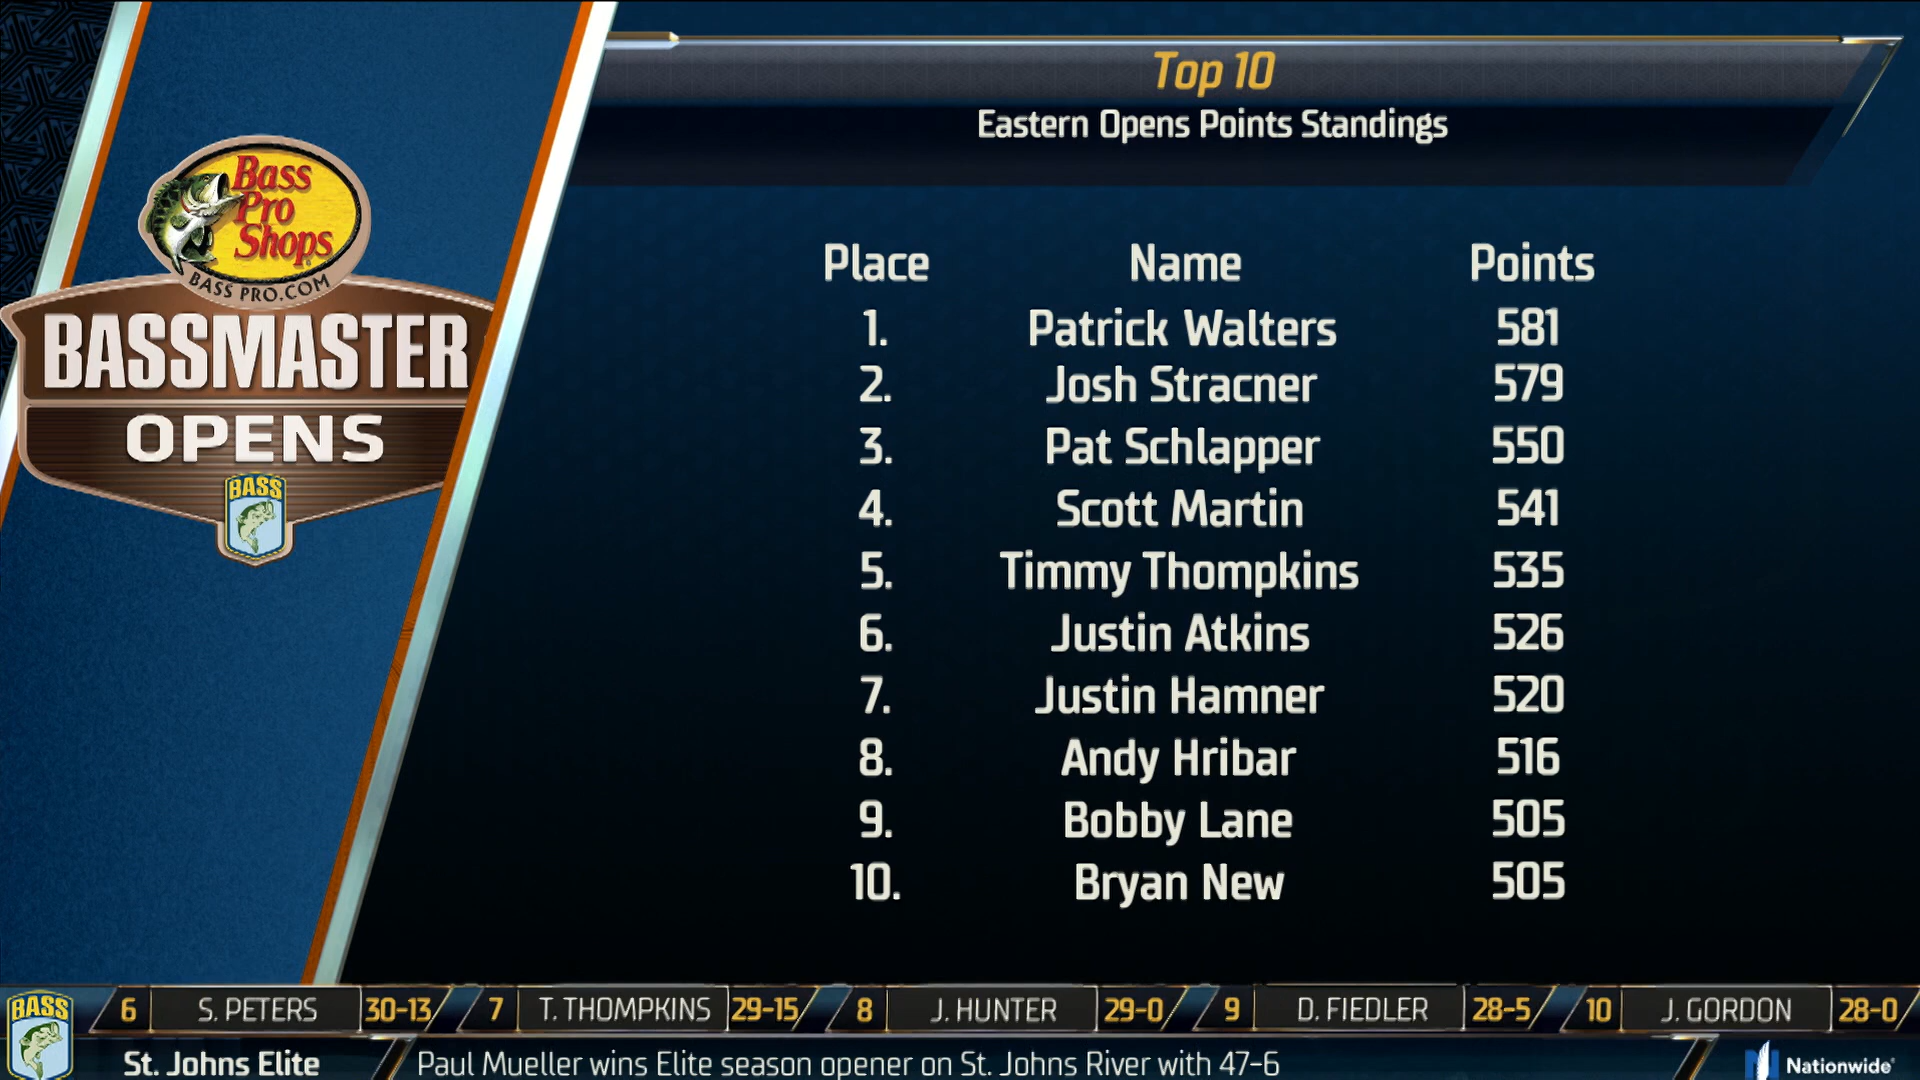 Bass
Pro
Shops
BASS PRO.COM
BASSMASTER
OPENS
BASS
Top 10
Eastern Opens Points Standings
Place Name Points
1. Patrick Walters 581
2. Josh Stracner 579
3. Pat Schlapper 550
4. Scott Martin 541
5. Timmy Thompkins 535
6. Justin Atkins 526
7. Justin Hamner 520
8. Andy Hribar 516
9. Bobby Lane 505
10. Bryan New 505
BASS 6 S. PETERS 30-13 7 T. THOMPKINS 29-15 8 J. HUNTER 29-0 9 D. FIEDLER 28-5 10 J. GORDON 28-0
St. Johns Elite Paul Mueller wins Elite season opener on St. Johns River with 47-6 Nationwide®